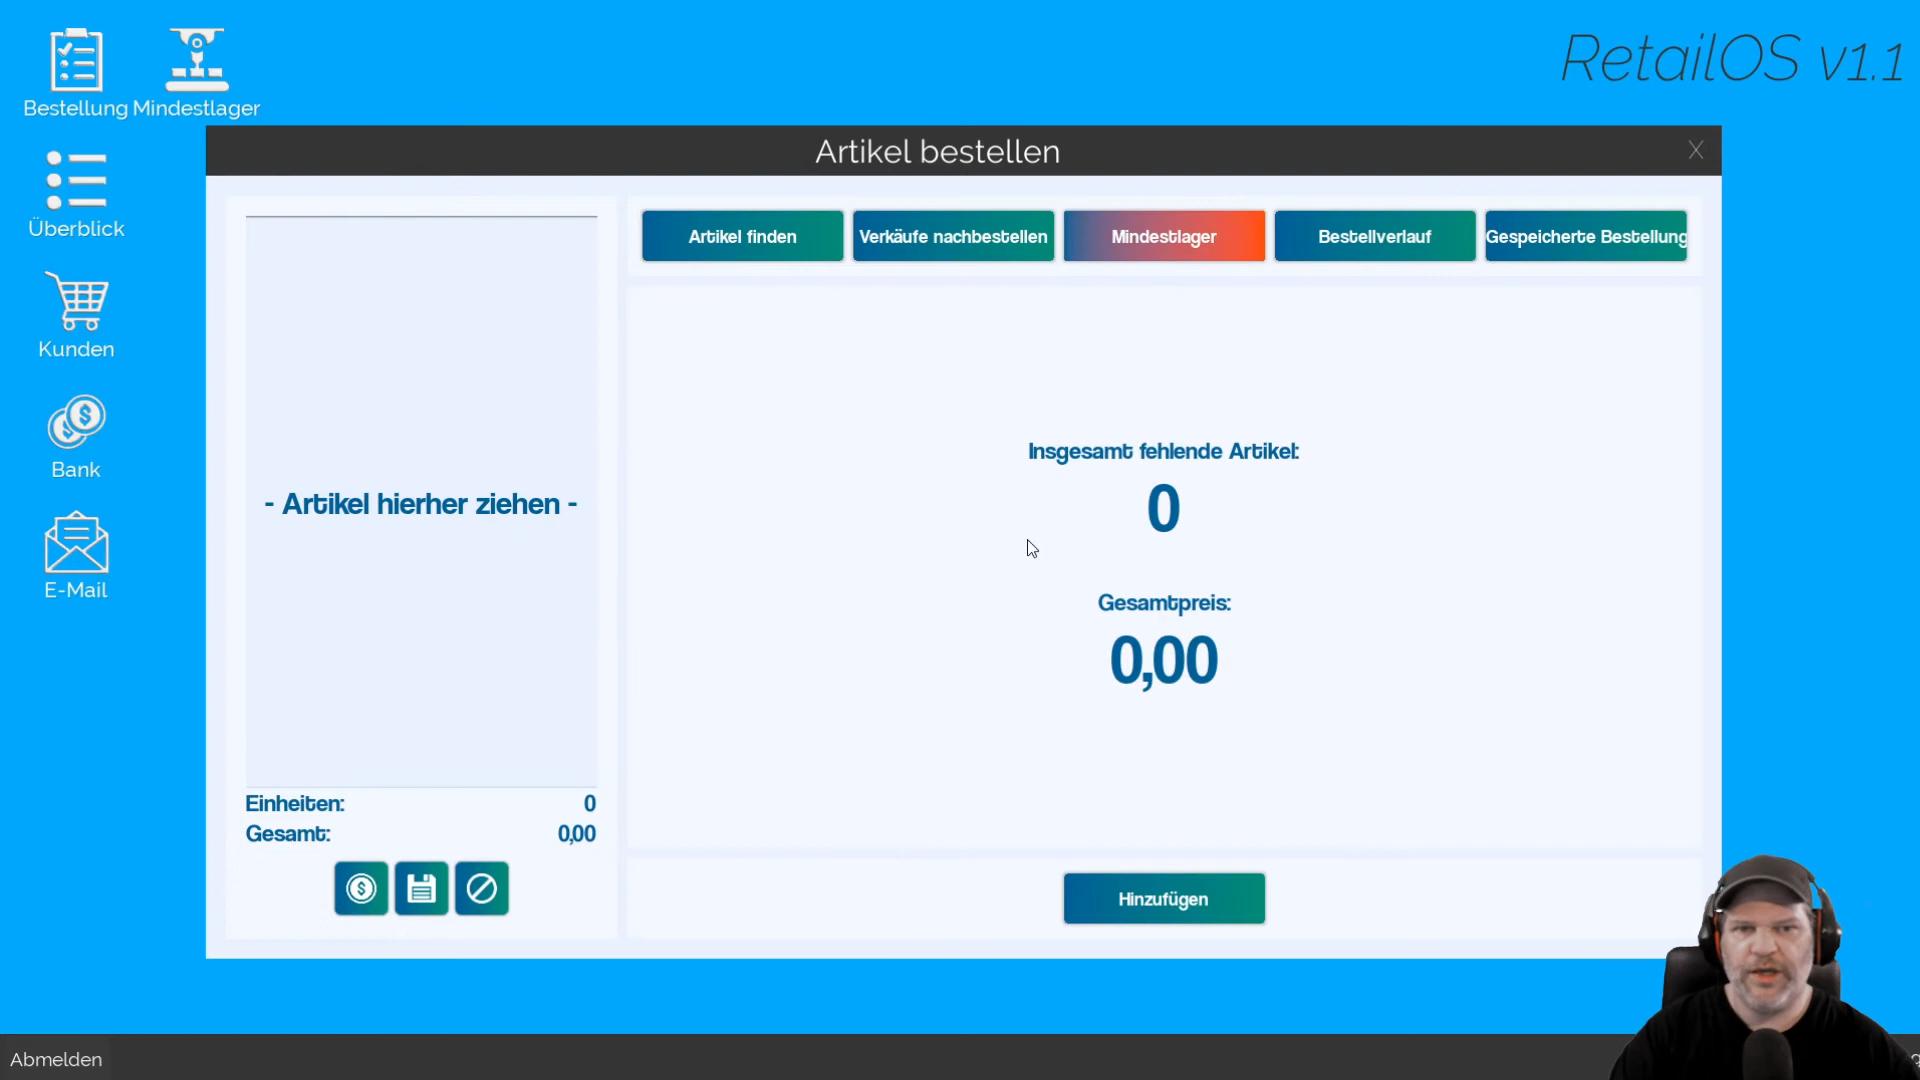 RetailOS v1.1
Bestellung
Mindestlager
Überblick
Kunden
Bank
E-Mail
Artikel bestellen
X
Artikel finden
Verkäufe nachbestellen
Mindestlager
Bestellverlauf
Gespeicherte Bestellung
- Artikel hierher ziehen -
Insgesamt fehlende Artikel:
0
Gesamtpreis:
0,00
Einheiten:
0
Gesamt:
0,00
Hinzufügen
Abmelden